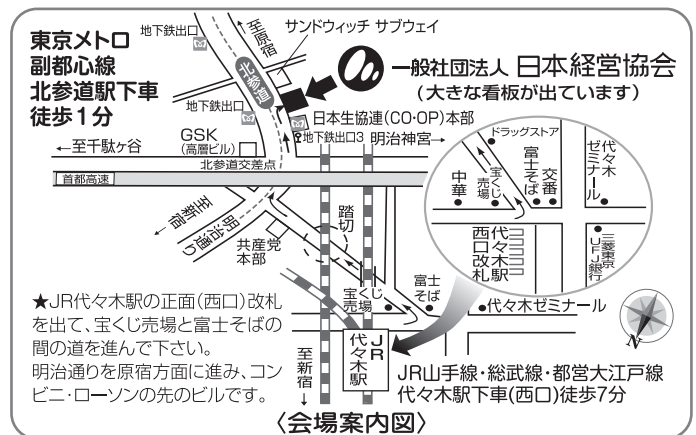 東京メトロ
副都心線
北参道駅下車
徒歩1分
地下鉄出口
至原宿
サンドウィッチ サブウェイ
北参道
一般社団法人 日本経営協会
(大きな看板が出ています)
地下鉄出口
日本生協連(CO・OP)本部
地下鉄出口3
明治神宮→
GSK
(高層ビル)
←至千駄ヶ谷
北参道交差点
首都高速
至新宿
明治通り
共産党
本部
踏切
ドラッグストア
中華
宝くじ
売場
富士そば
交番
代々木
ゼミナール
代々木駅
西口改札
三菱東京
UFJ銀行
宝くじ
売場
富士
そば
代々木ゼミナール
★JR代々木駅の正面(西口)改札
を出て、宝くじ売場と富士そばの
間の道を進んで下さい。
明治通りを原宿方面に進み、コン
ビニ・ローソンの先のビルです。
至新宿
JR
代々木駅
N
JR山手線・総武線・都営大江戸線
代々木駅下車(西口)徒歩7分
〈会場案内図〉